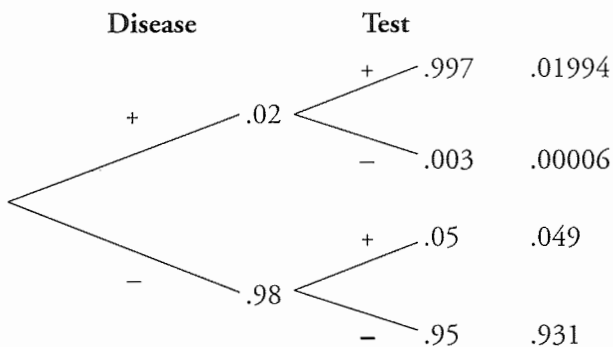 Disease Test
+ .997 .01994
+ .02
– .003 .00006
+ .05 .049
– .98
– .95 .931